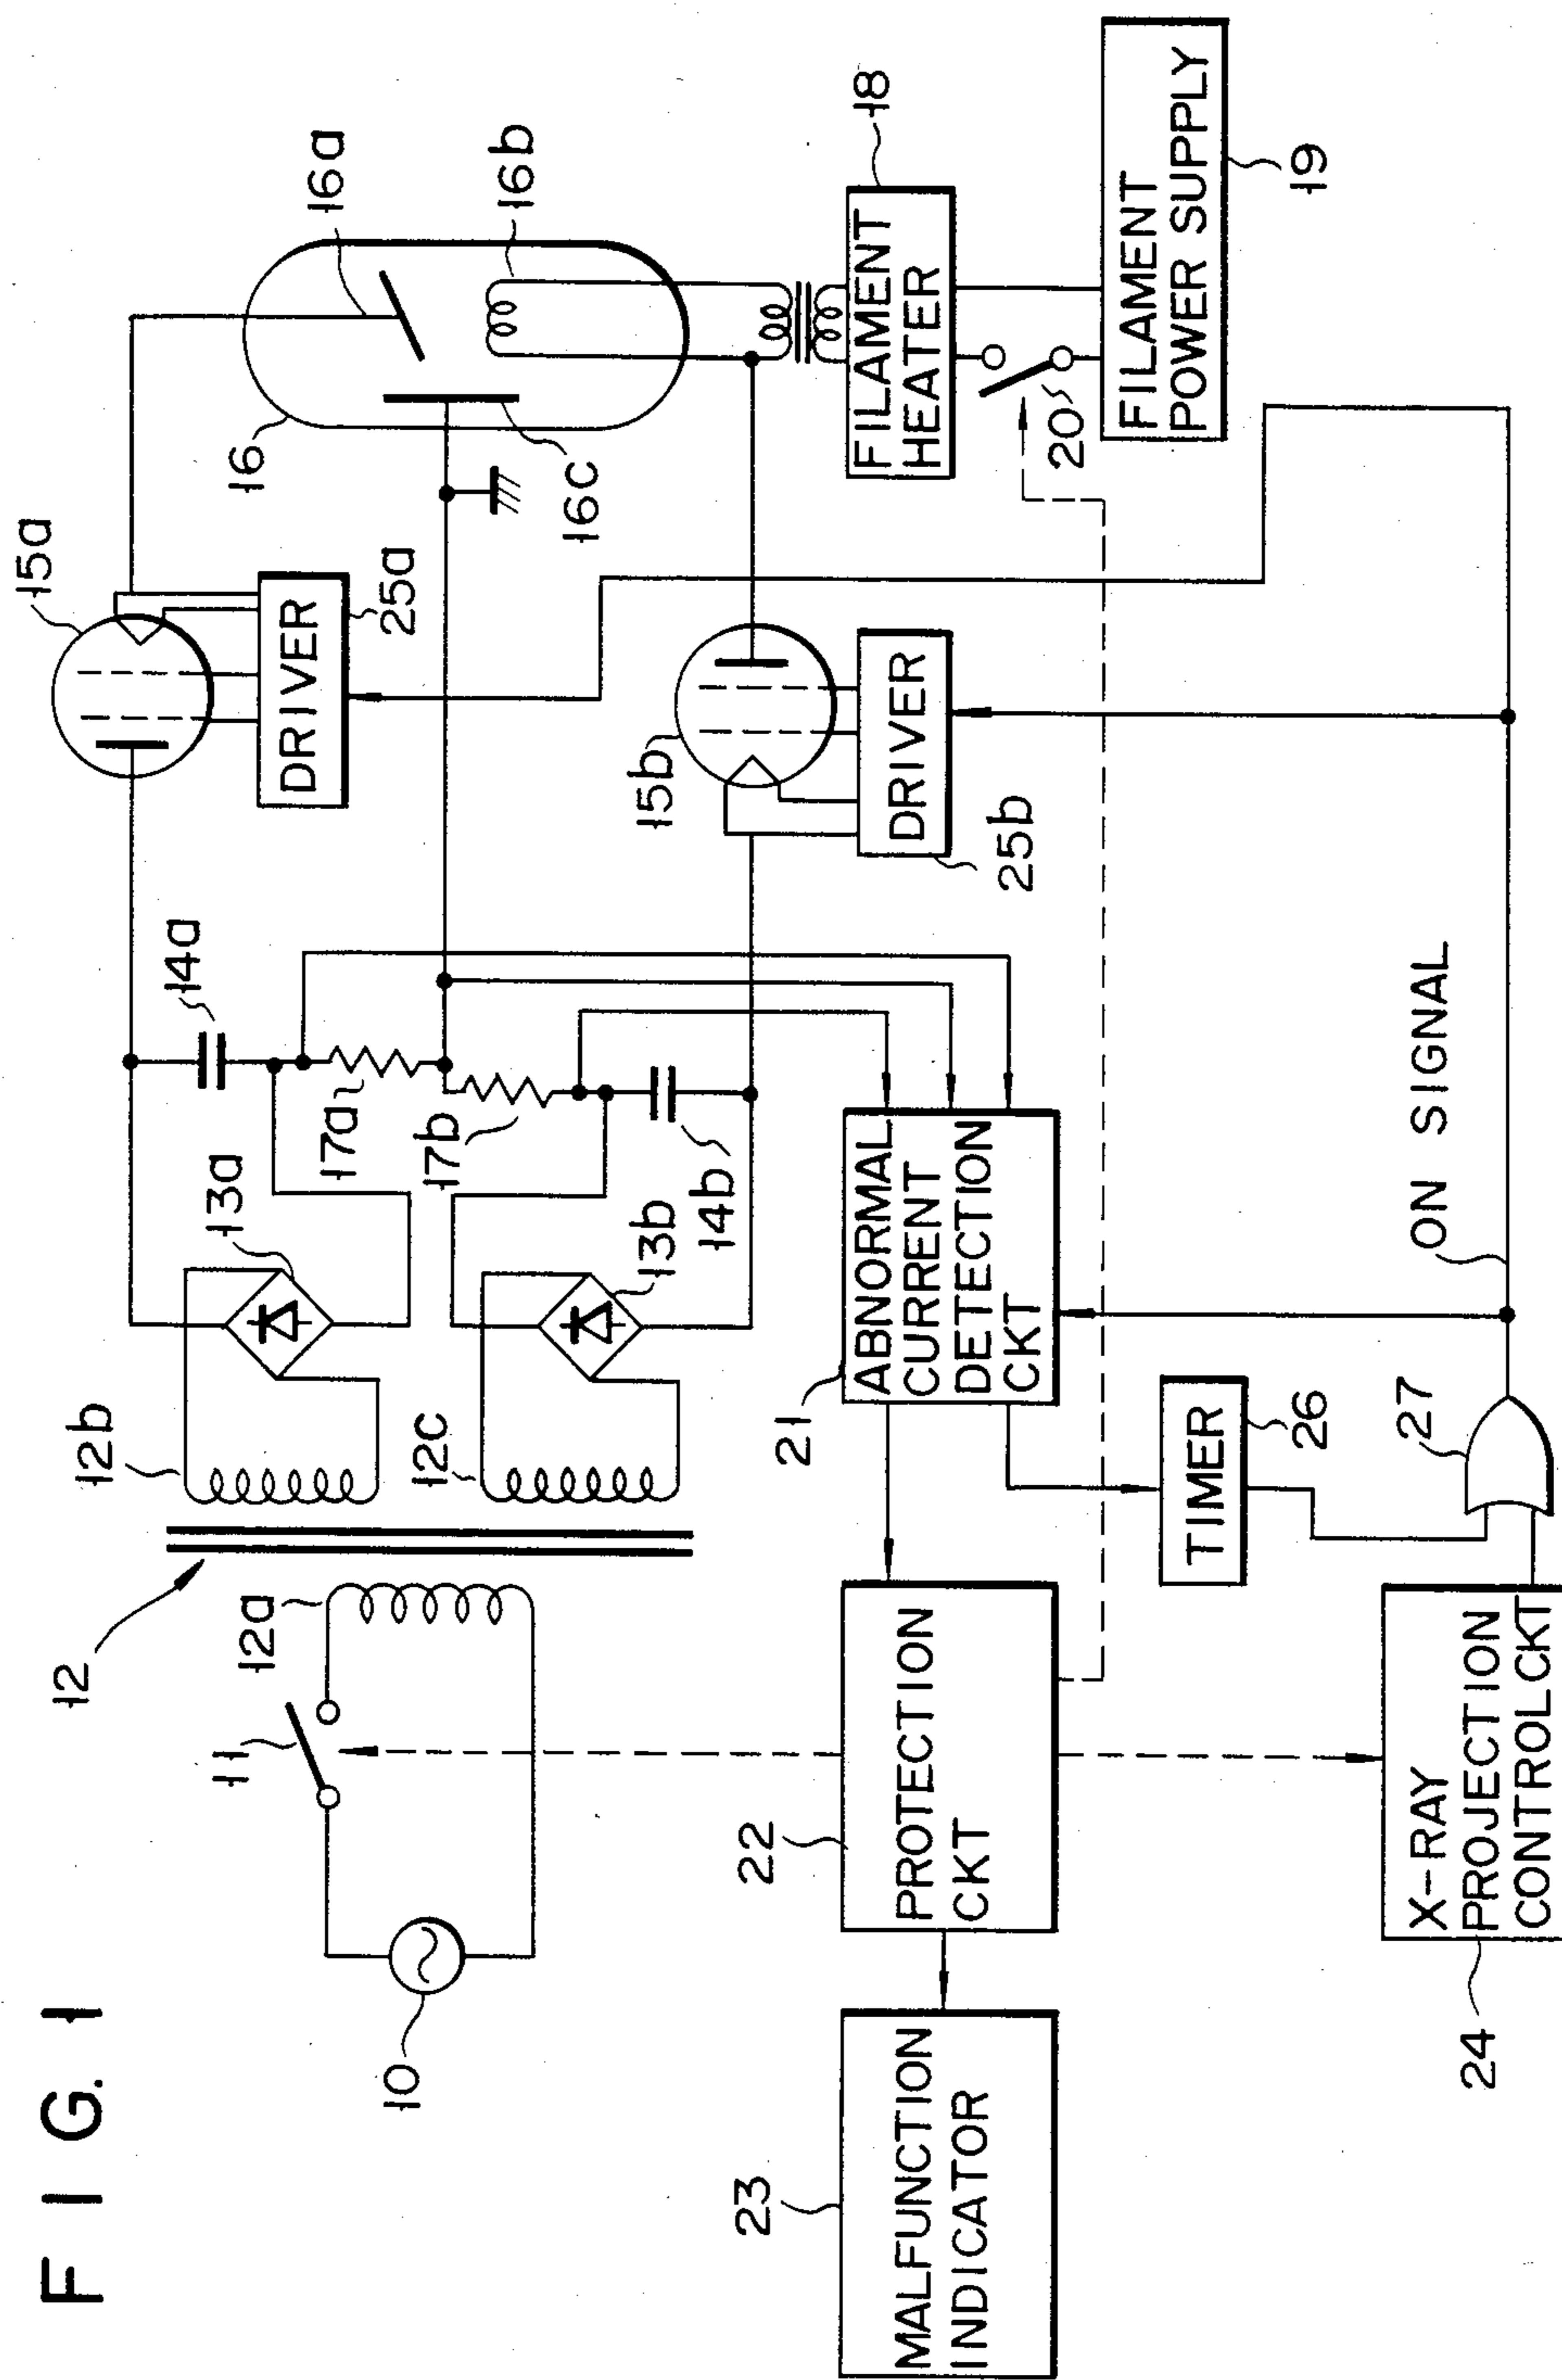 FIG. 1
12
11
12a
10
12b
12c
13a
13b
14a
14b
17a
17b
15a
15b
DRIVER
25a
DRIVER
25b
16
16a
16b
16c
FILAMENT
HEATER
18
20
FILAMENT
POWER SUPPLY
19
21
ABNORMAL
CURRENT
DETECTION
CKT
22
PROTECTION
CKT
23
MALFUNCTION
INDICATOR
TIMER
26
27
ON SIGNAL
24
X-RAY
PROJECTION
CONTROLCKT